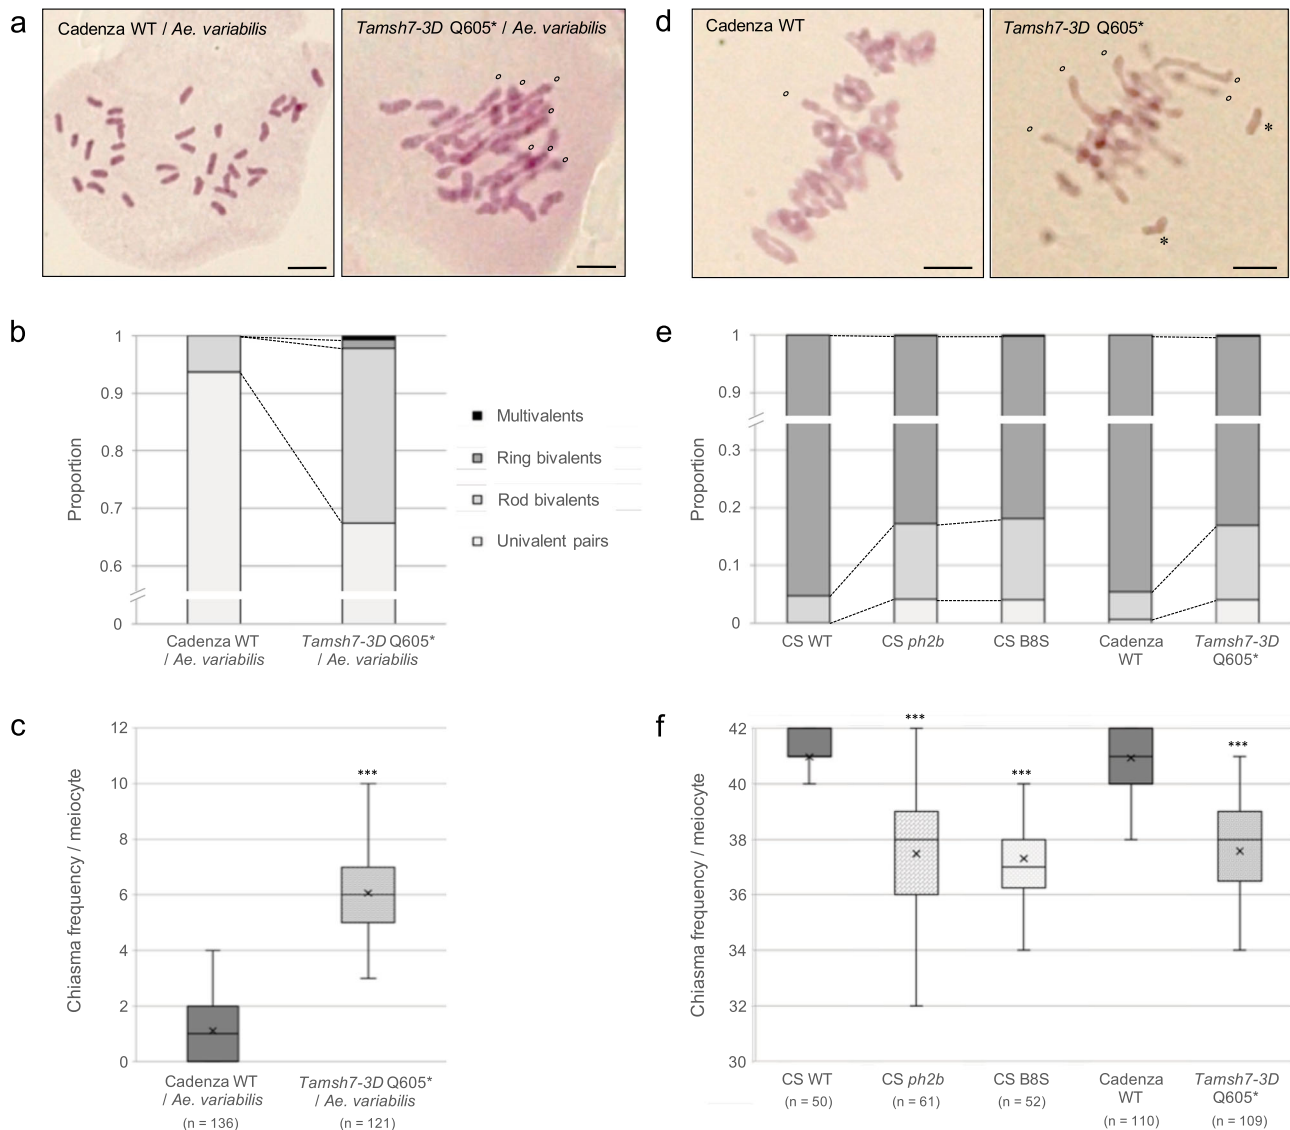 a
Cadenza WT / Ae. variabilis
Tamsh7-3D Q605* / Ae. variabilis
b
Proportion
1
0.9
0.8
0.7
0.6
0
Cadenza WT
/ Ae. variabilis
Tamsh7-3D Q605*
/ Ae. variabilis
Multivalents
Ring bivalents
Rod bivalents
Univalent pairs
c
Chiasma frequency / meiocyte
12
10
8
6
4
2
0
***
Cadenza WT
/ Ae. variabilis
(n = 136)
Tamsh7-3D Q605*
/ Ae. variabilis
(n = 121)
d
Cadenza WT
Tamsh7-3D Q605*
*
*
e
Proportion
1
0.9
0.3
0.2
0.1
0
CS WT
CS ph2b
CS B8S
Cadenza
WT
Tamsh7-3D
Q605*
f
Chiasma frequency / meiocyte
42
40
38
36
34
32
30
***
***
***
CS WT
(n = 50)
CS ph2b
(n = 61)
CS B8S
(n = 52)
Cadenza
WT
(n = 110)
Tamsh7-3D
Q605*
(n = 109)